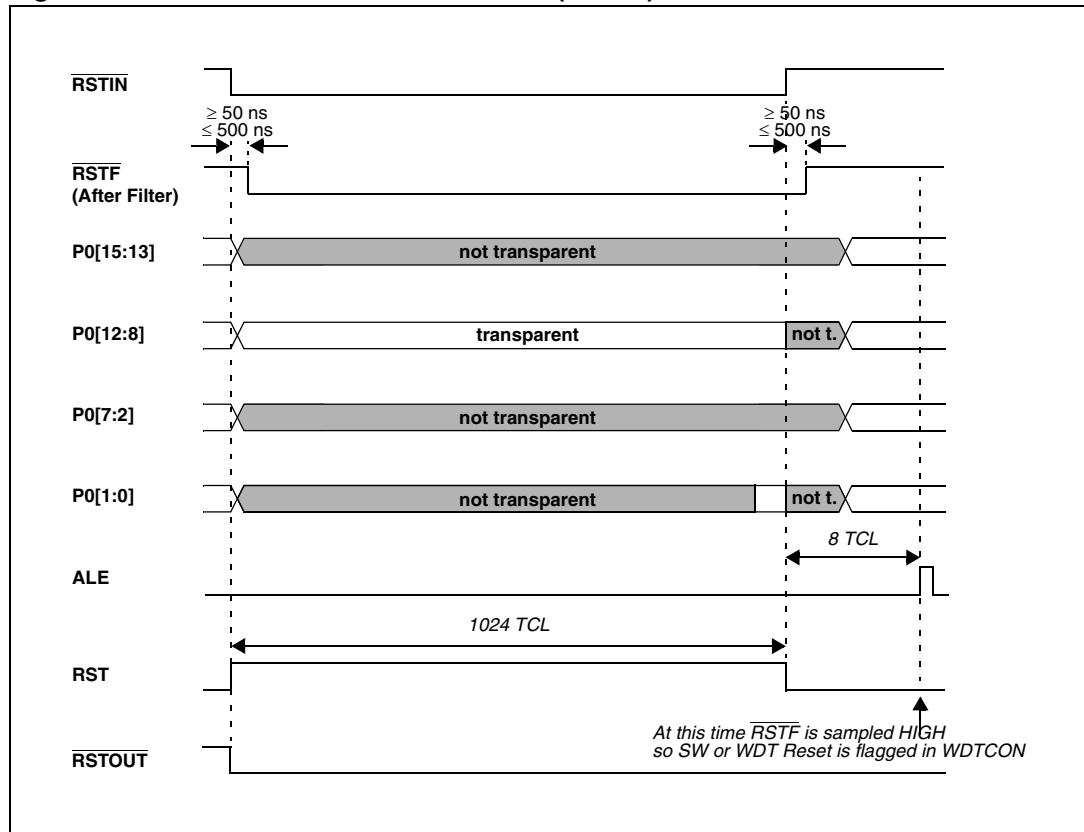 RSTIN
≥ 50 ns
≤ 500 ns
≥ 50 ns
≤ 500 ns
RSTF
(After Filter)
P0[15:13]
not transparent
P0[12:8]
transparent
not t.
P0[7:2]
not transparent
P0[1:0]
not transparent
not t.
8 TCL
ALE
1024 TCL
RST
At this time RSTF is sampled HIGH
so SW or WDT Reset is flagged in WDTCON
RSTOUT